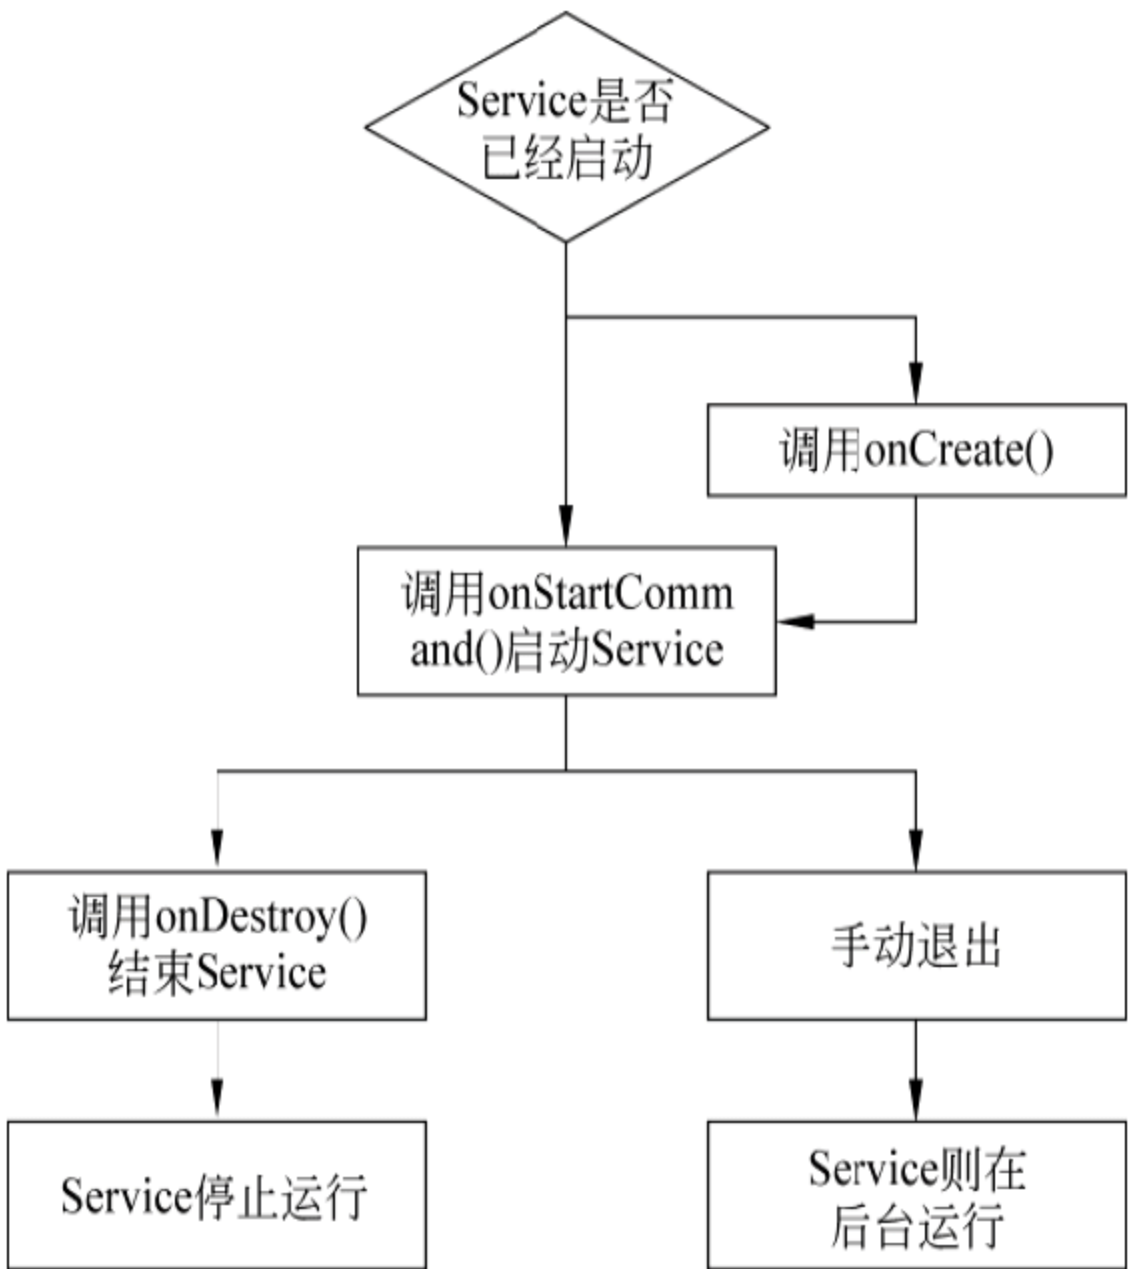 Service是否
已经启动
调用onCreate()
调用onStartComm
and()启动Service
调用onDestroy()
结束Service
手动退出
Service停止运行
Service则在
后台运行